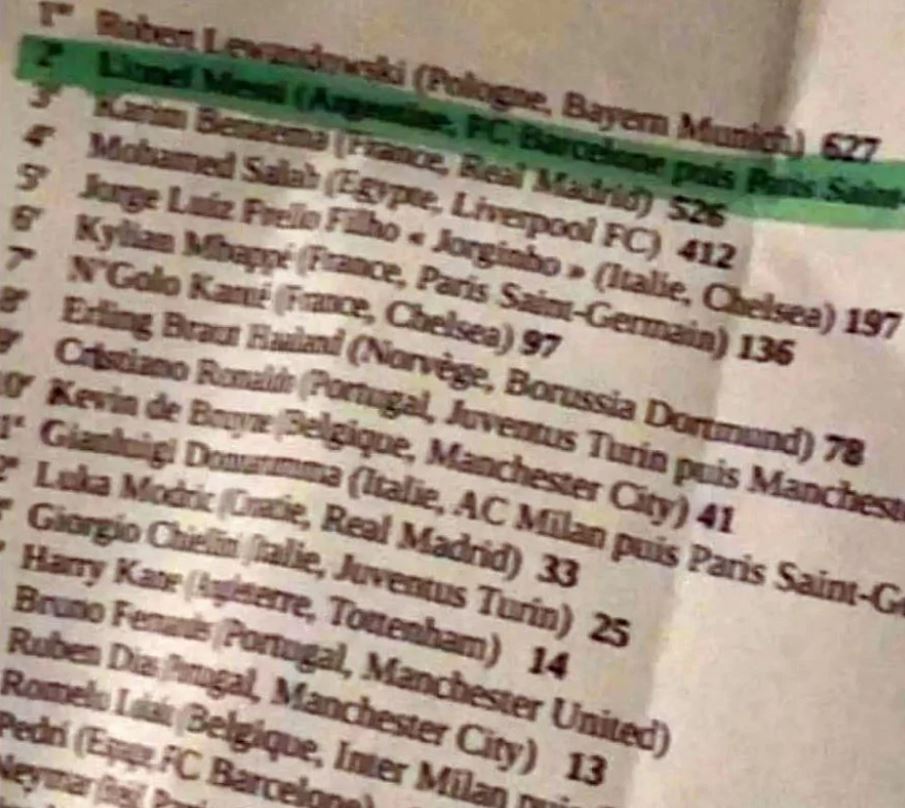 1er Robert Lewandowski (Pologne, Bayern Munich) 627
2e Lionel Messi (Argentine, FC Barcelone puis Paris Saint-
3e Karim Benzema (France, Real Madrid) 526
4e Mohamed Salah (Egypte, Liverpool FC) 412
5e Jorge Luiz Frello Filho « Jorginho » (Italie, Chelsea) 197
6e Kylian Mbappé (France, Paris Saint-Germain) 136
7e N'Golo Kanté (France, Chelsea) 97
8e Erling Braut Haaland (Norvège, Borussia Dortmund) 78
9e Cristiano Ronaldo (Portugal, Juventus Turin puis Manchester
10e Kevin de Bruyne (Belgique, Manchester City) 41
1e Gianluigi Donnarumma (Italie, AC Milan puis Paris Saint-Ge
2e Luka Modric (Croatie, Real Madrid) 33
e Giorgio Chiellini (Italie, Juventus Turin) 25
Harry Kane (Angleterre, Tottenham) 14
Bruno Fernandes (Portugal, Manchester United)
Ruben Dias (Portugal, Manchester City) 13
Romelu (Belgique, Inter Milan puis
Pedri (FC Barcelone)
Neymar